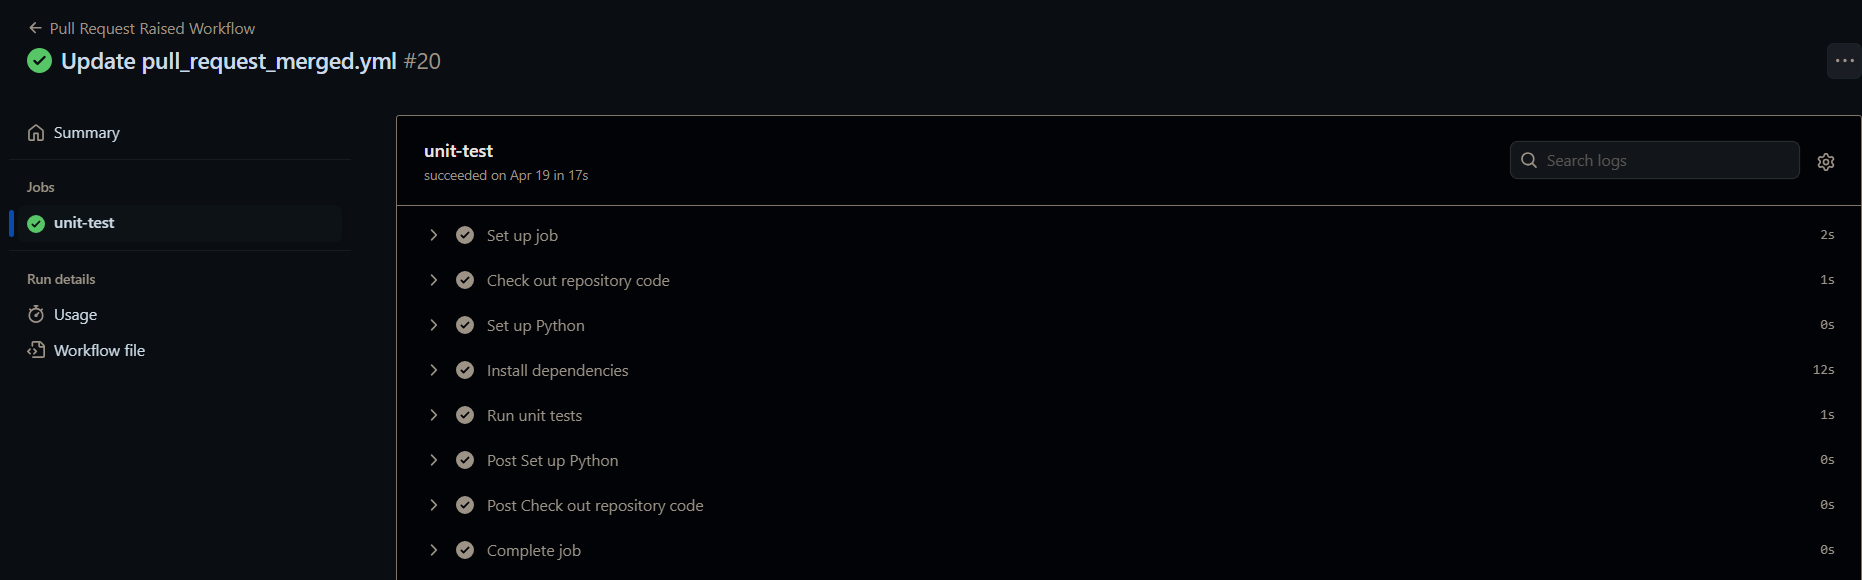 Pull Request Raised Workflow
Update pull_request_merged.yml #20
Summary
Jobs
unit-test
Run details
Usage
Workflow file
unit-test
succeeded on Apr 19 in 17s
Search logs
Set up job 2s
Check out repository code 1s
Set up Python 0s
Install dependencies 12s
Run unit tests 1s
Post Set up Python 0s
Post Check out repository code 0s
Complete job 0s